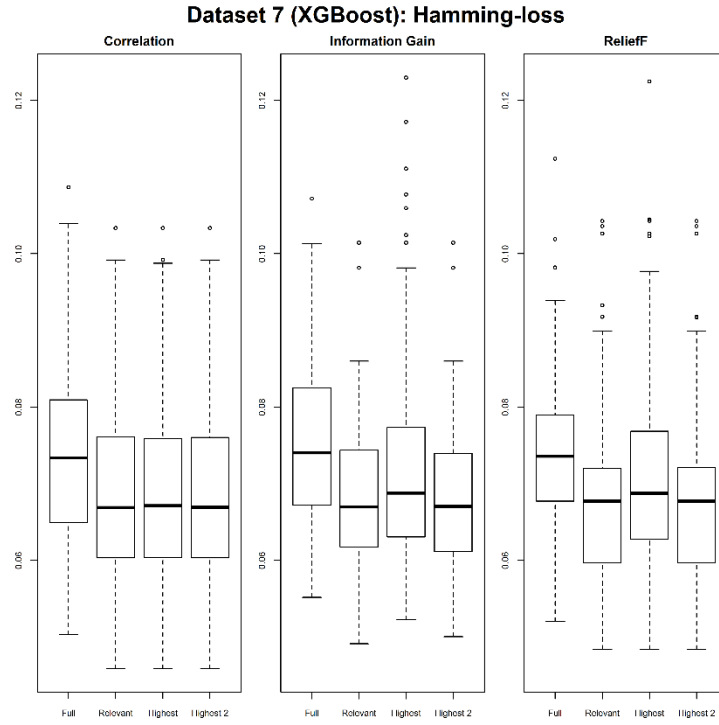 Dataset 7 (XGBoost): Hamming-loss
Correlation
Information Gain
ReliefF
0.12
0.10
0.08
0.06
0.12
0.10
0.08
0.06
0.12
0.10
0.08
0.06
Full Relevant Highest Highest 2
Full Relevant Highest Highest 2
Full Relevant Highest Highest 2